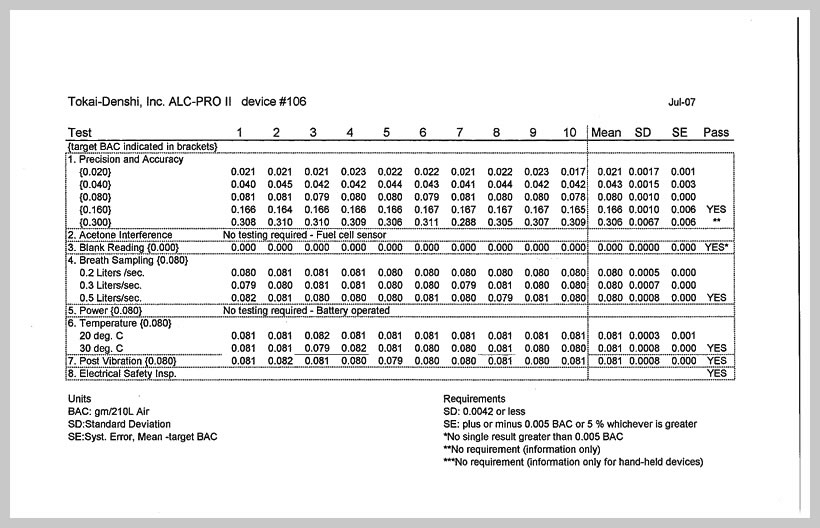 Tokai-Denshi, Inc. ALC-PRO II device #106 Jul-07
Test 1 2 3 4 5 6 7 8 9 10 Mean SD SE Pass
{target BAC indicated in brackets}
1. Precision and Accuracy
{0.020} 0.021 0.021 0.021 0.023 0.022 0.022 0.021 0.022 0.023 0.017 0.021 0.0017 0.001
{0.040} 0.040 0.045 0.042 0.042 0.044 0.043 0.041 0.044 0.042 0.042 0.043 0.0015 0.003
{0.080} 0.081 0.081 0.079 0.080 0.080 0.079 0.081 0.080 0.080 0.078 0.080 0.0010 0.000
{0.160} 0.166 0.164 0.166 0.166 0.166 0.167 0.167 0.167 0.167 0.165 0.166 0.0010 0.006 YES
{0.300} 0.308 0.310 0.310 0.309 0.306 0.311 0.288 0.305 0.307 0.309 0.306 0.0067 0.006 **
2. Acetone Interference No testing required - Fuel cell sensor
3. Blank Reading {0.000} 0.000 0.000 0.000 0.000 0.000 0.000 0.000 0.000 0.000 0.000 0.000 0.0000 0.000 YES*
4. Breath Sampling {0.080}
0.2 Liters /sec. 0.080 0.081 0.081 0.081 0.080 0.080 0.080 0.080 0.080 0.080 0.080 0.0005 0.000
0.3 Liters/sec. 0.079 0.080 0.081 0.080 0.080 0.080 0.079 0.081 0.080 0.080 0.080 0.0007 0.000
0.5 Liters/sec. 0.082 0.081 0.080 0.080 0.080 0.081 0.080 0.079 0.081 0.080 0.080 0.0008 0.000 YES
5. Power {0.080} No testing required - Battery operated
6. Temperature {0.080}
20 deg. C 0.081 0.081 0.082 0.081 0.081 0.081 0.081 0.081 0.081 0.081 0.081 0.0003 0.001
30 deg. C 0.081 0.081 0.079 0.082 0.081 0.080 0.080 0.081 0.080 0.080 0.081 0.0008 0.000 YES
7. Post Vibration {0.080} 0.081 0.082 0.081 0.080 0.079 0.080 0.080 0.081 0.080 0.081 0.081 0.0008 0.000 YES
8. Electrical Safety Insp. YES
Units Requirements
BAC: gm/210L Air SD: 0.0042 or less
SD:Standard Deviation SE: plus or minus 0.005 BAC or 5 % whichever is greater
SE:Syst. Error, Mean -target BAC *No single result greater than 0.005 BAC
**No requirement (information only)
***No requirement (information only for hand-held devices)